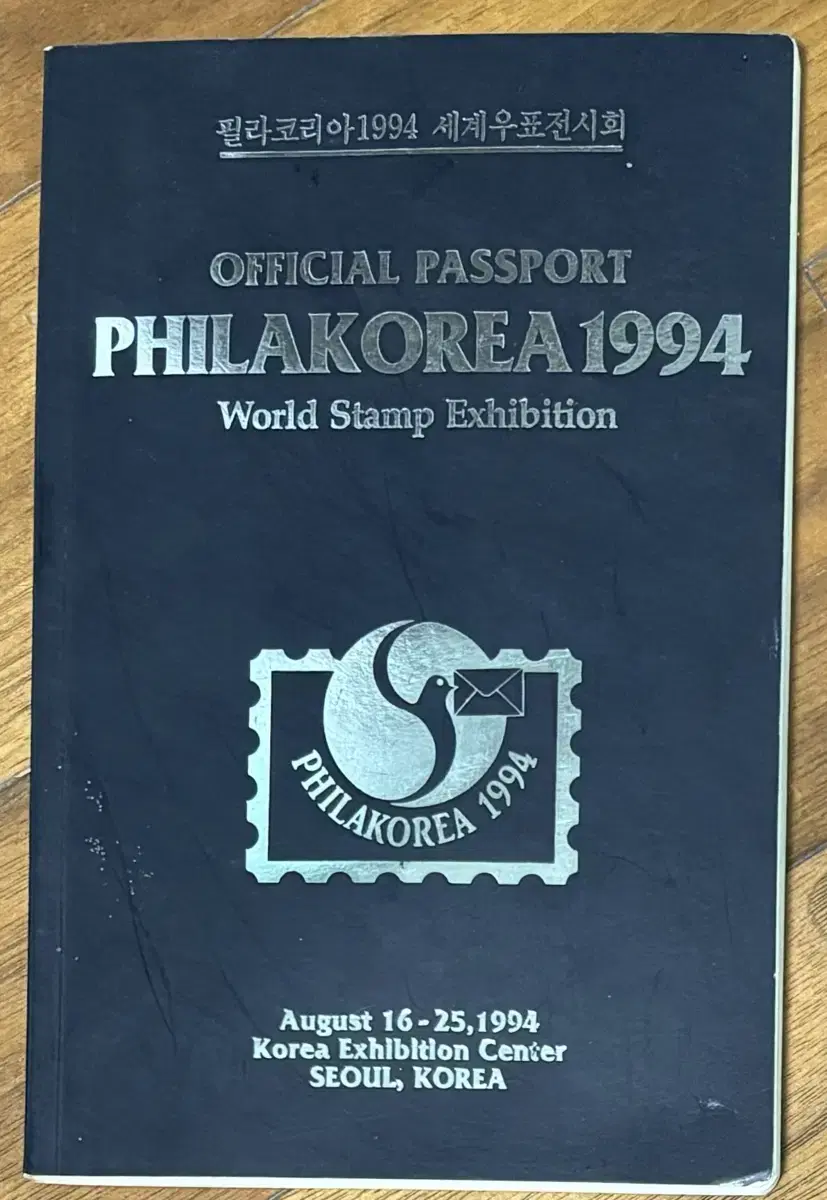 필라코리아1994 세계우표전시회
OFFICIAL PASSPORT
PHILAKOREA 1994
World Stamp Exhibition
PHILAKOREA 1994
August 16-25,1994
Korea Exhibition Center
SEOUL, KOREA